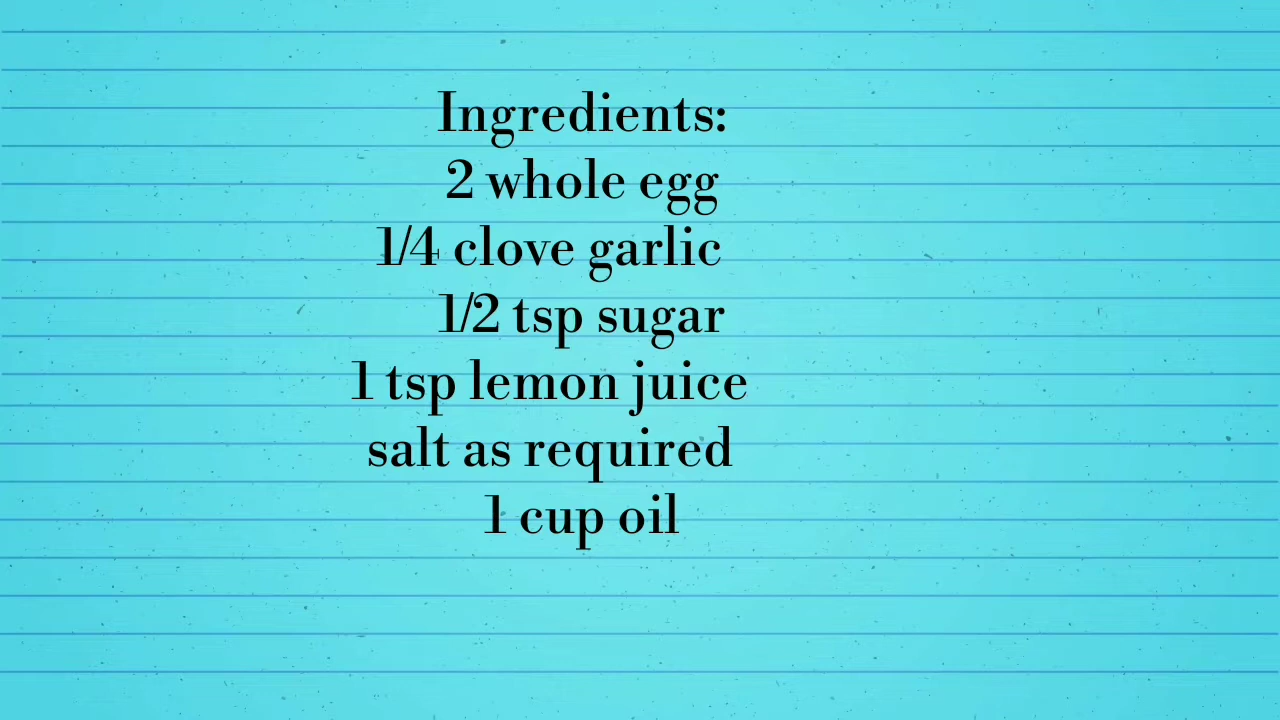 Ingredients:
2 whole egg
1/4 clove garlic
1/2 tsp sugar
1 tsp lemon juice
salt as required
1 cup oil